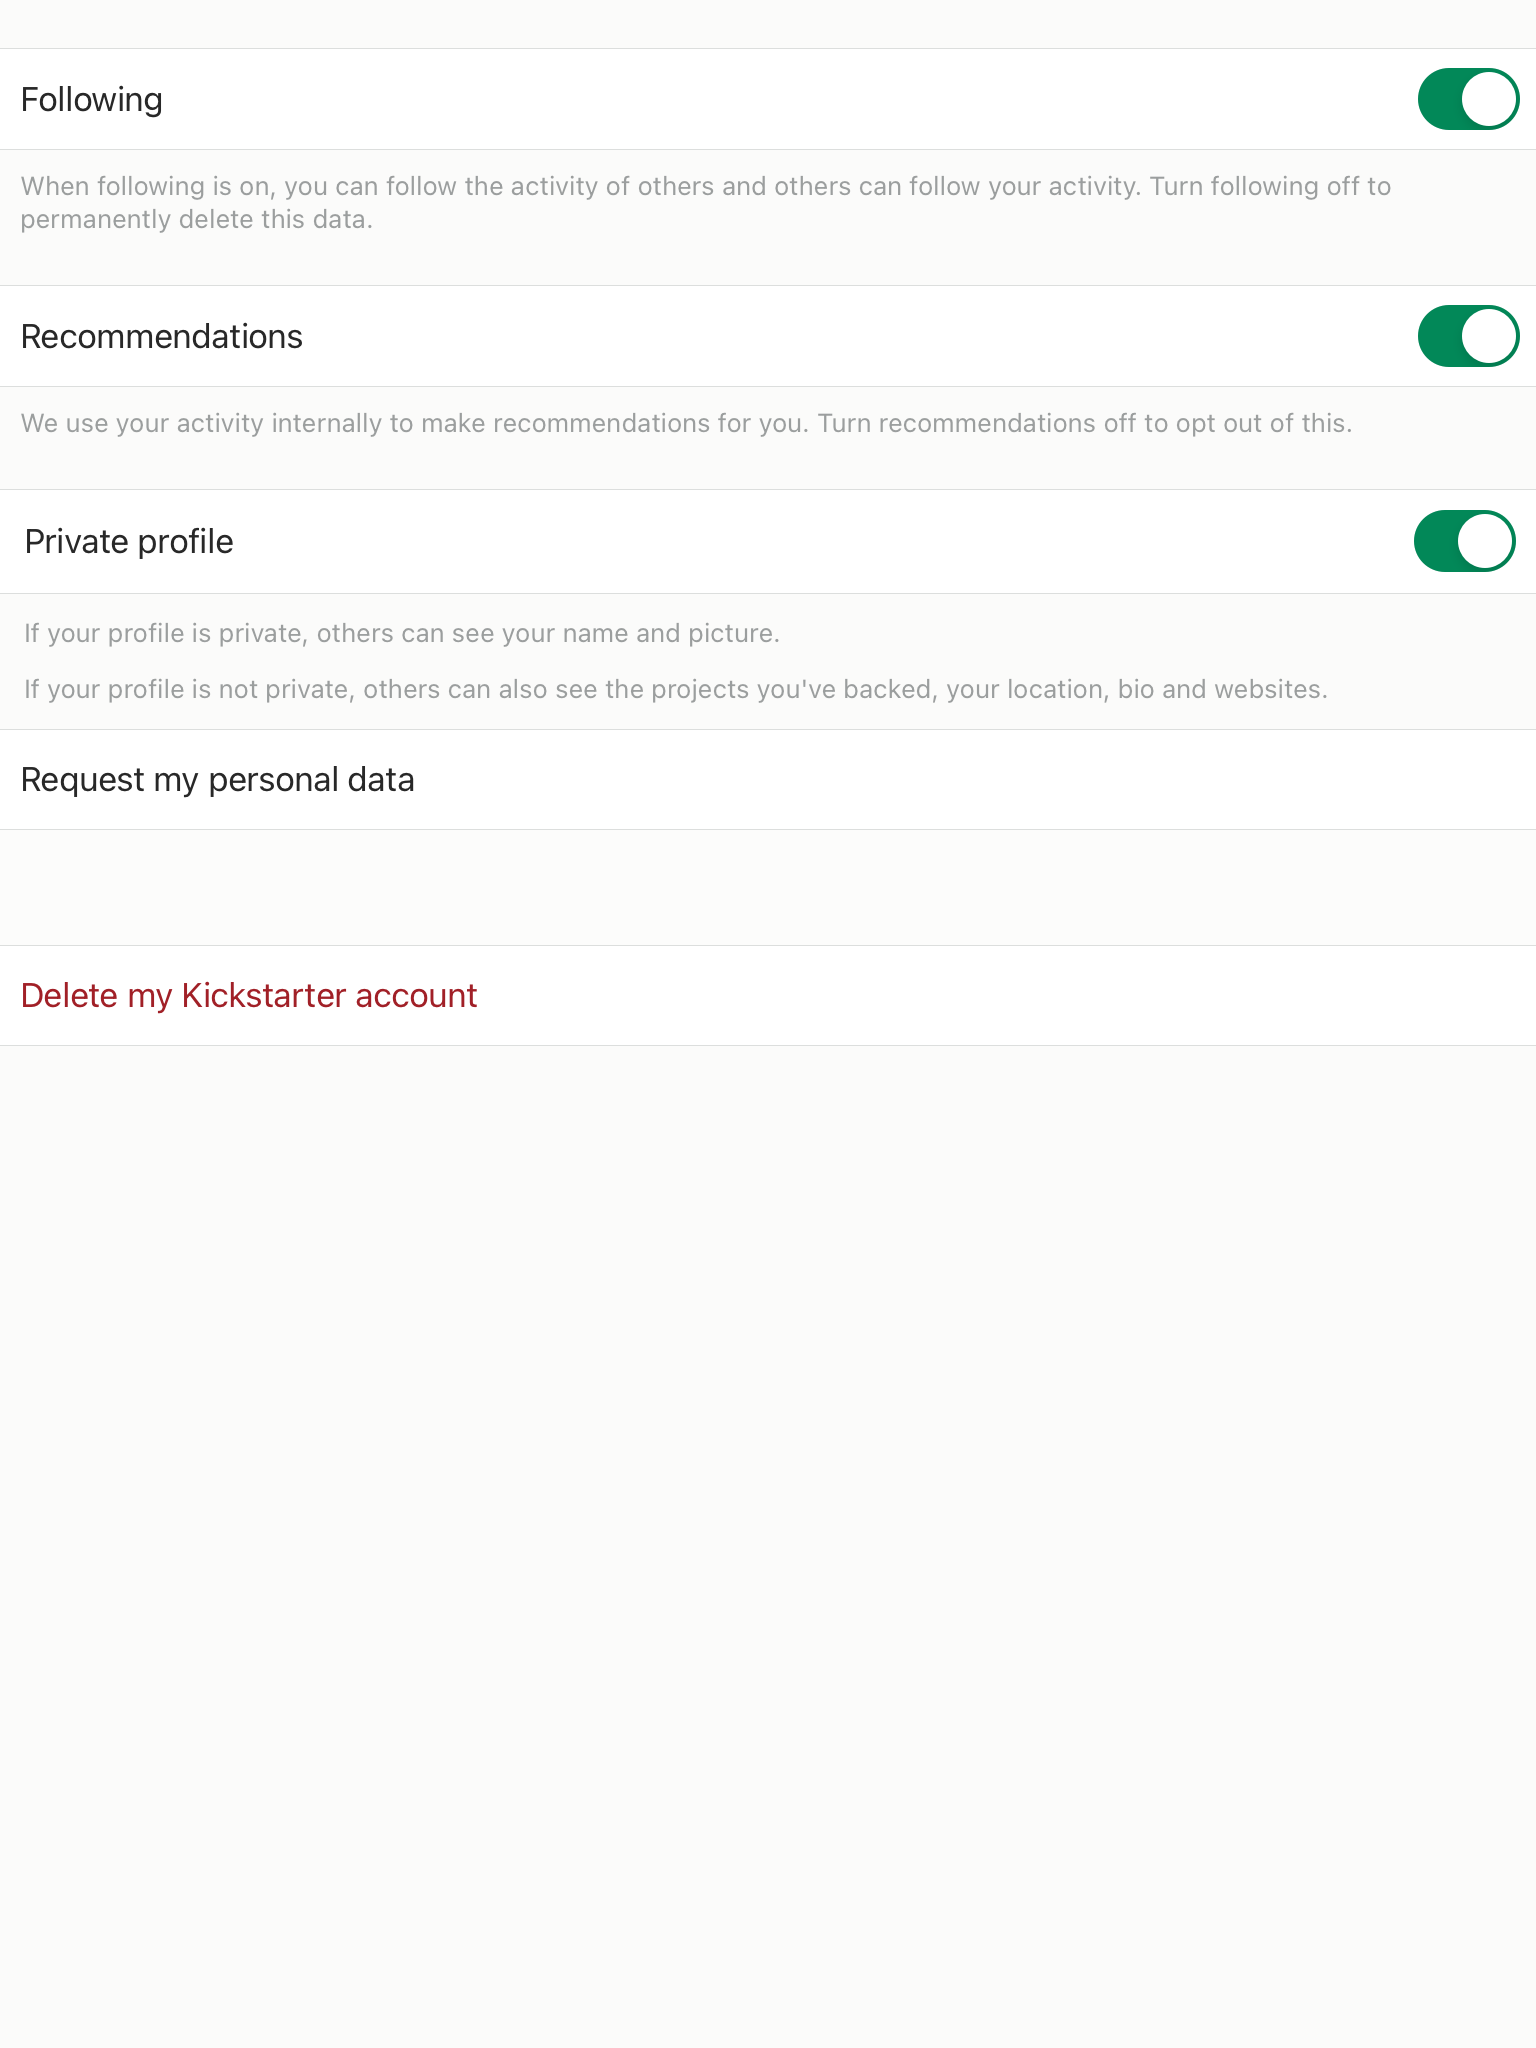 Following
When following is on, you can follow the activity of others and others can follow your activity. Turn following off to
permanently delete this data.
Recommendations
We use your activity internally to make recommendations for you. Turn recommendations off to opt out of this.
Private profile
If your profile is private, others can see your name and picture.
If your profile is not private, others can also see the projects you've backed, your location, bio and websites.
Request my personal data
Delete my Kickstarter account